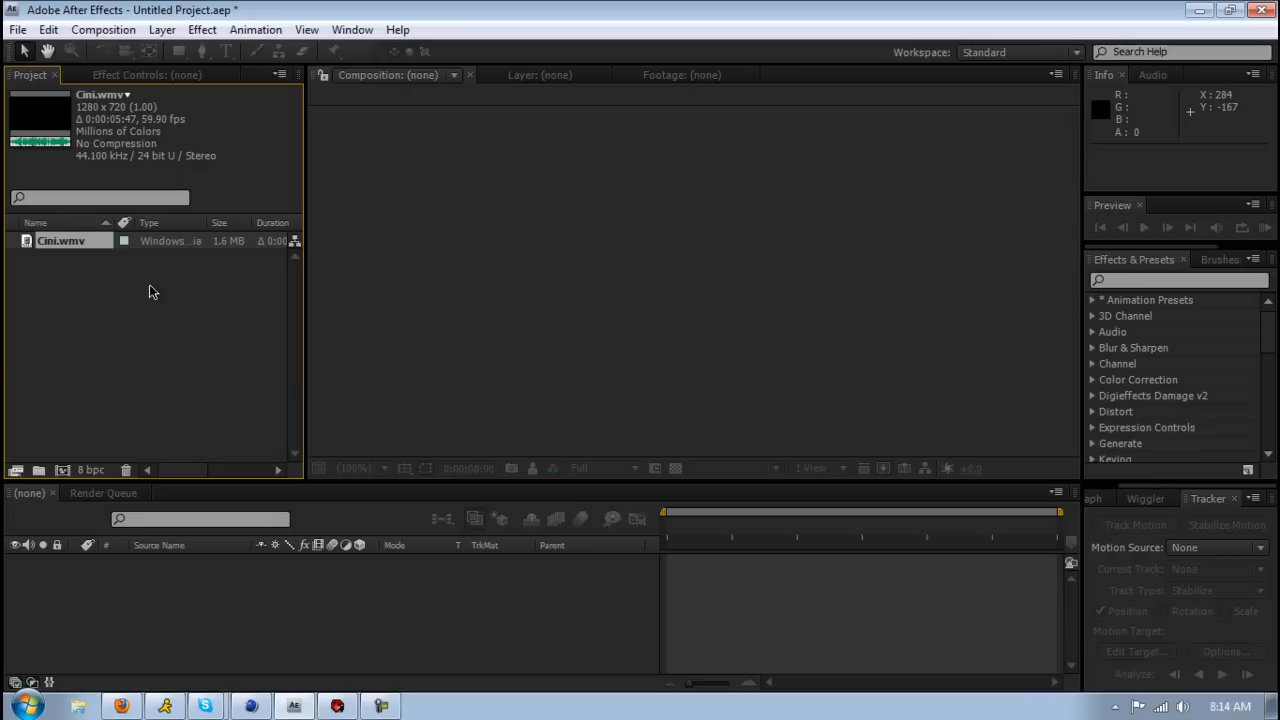 Adobe After Effects - Untitled Project.aep *
File Edit Composition Layer Effect Animation View Window Help
Workspace: Standard Search Help
Project Effect Controls: (none) Composition: (none) Layer: (none) Footage: (none) Info Audio
Cini.wmv
1280 x 720 (1.00)
Δ 0:00:05:47, 59.90 fps
Millions of Colors
No Compression
44.100 kHz / 24 bit U / Stereo
R :
G :
B :
A : 0
X : 284
Y : -167
Preview
Name Type Size Duration
Cini.wmv Windows...ia 1.6 MB Δ 0:00
Effects & Presets Brushes
* Animation Presets
3D Channel
Audio
Blur & Sharpen
Channel
Color Correction
Digieffects Damage v2
Distort
Expression Controls
Generate
Keying
8 bpc (100%) 0:00:08:00 Full 1 View +0.0
(none) Render Queue
aph Wiggler Tracker
# Source Name fx Mode T TrkMat Parent
Track Motion Stabilize Motion
Motion Source: None
Current Track: None
Track Type: Stabilize
Position Rotation Scale
Motion Target:
Edit Target... Options...
Analyze:
AE 8:14 AM